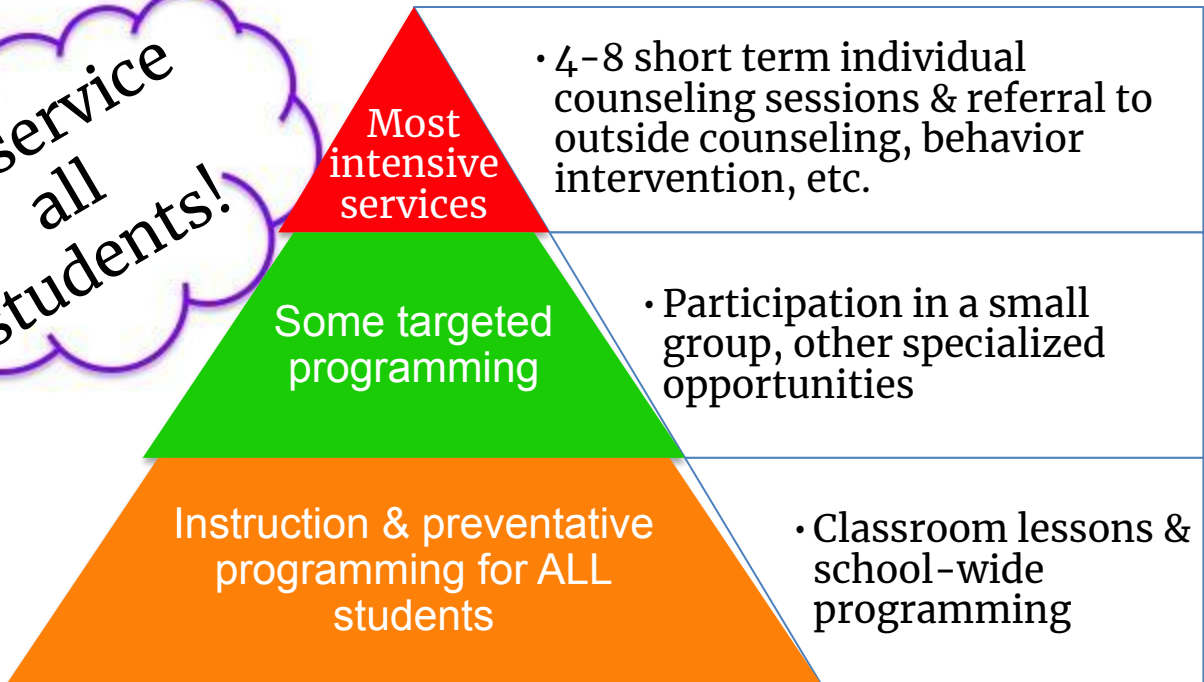 service
all
students!
Most
intensive
services
· 4-8 short term individual
counseling sessions & referral to
outside counseling, behavior
intervention, etc.
Some targeted
programming
· Participation in a small
group, other specialized
opportunities
Instruction & preventative
programming for ALL
students
· Classroom lessons &
school-wide
programming